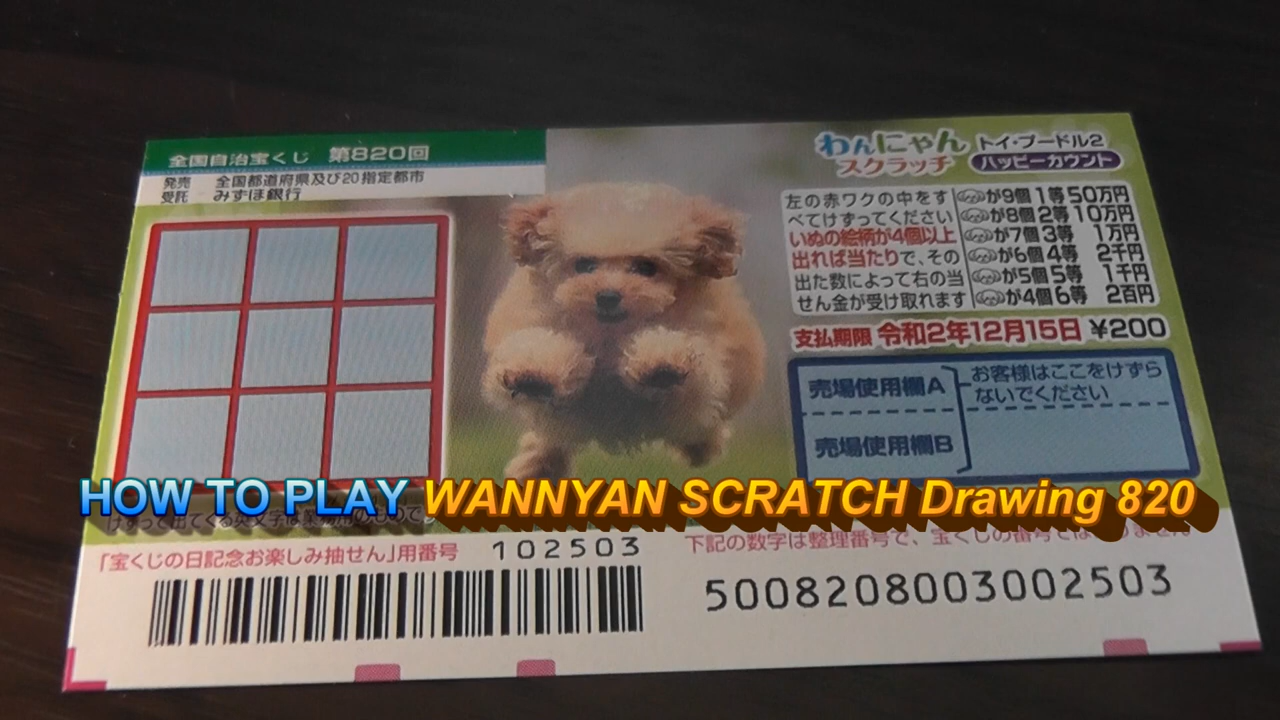 全国自治宝くじ 第820回
発売 全国都道府県及び20指定都市
受託 みずほ銀行
わんにゃん
スクラッチ
トイ・プードル2
ハッピーカウント
左の赤ワクの中をす
べてけずってください
いぬの絵柄が4個以上
出れば当たりで、その
出た数によって右の当
せん金が受け取れます
が9個 1等 50万円
が8個 2等 10万円
が7個 3等 1万円
が6個 4等 2千円
が5個 5等 1千円
が4個 6等 2百円
支払期限 令和2年12月15日 ¥200
売場使用欄A
お客様はここをけずら
ないでください
売場使用欄B
HOW TO PLAY WANNYAN SCRATCH Drawing 820
「宝くじの日記念お楽しみ抽せん」用番号 102503
下記の数字は整理番号で、宝くじの番号では
50082080030025​03